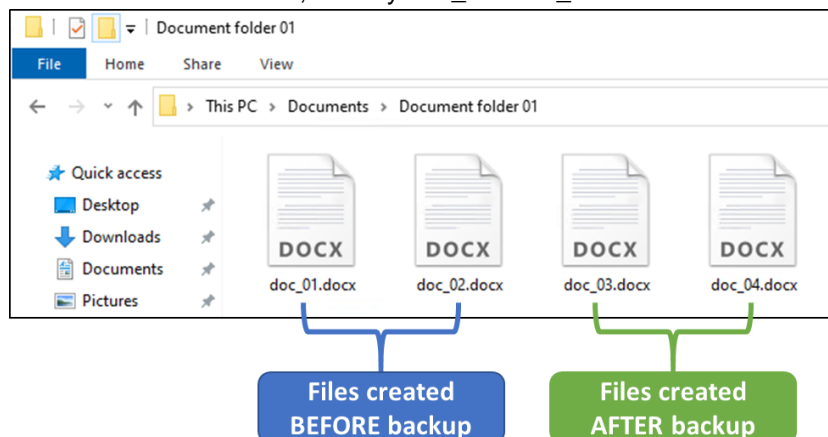 Document folder 01
File Home Share View
This PC > Documents > Document folder 01
Quick access
Desktop
Downloads
Documents
Pictures
DOCX DOCX DOCX DOCX
doc_01.docx doc_02.docx doc_03.docx doc_04.docx
Files created
BEFORE backup
Files created
AFTER backup